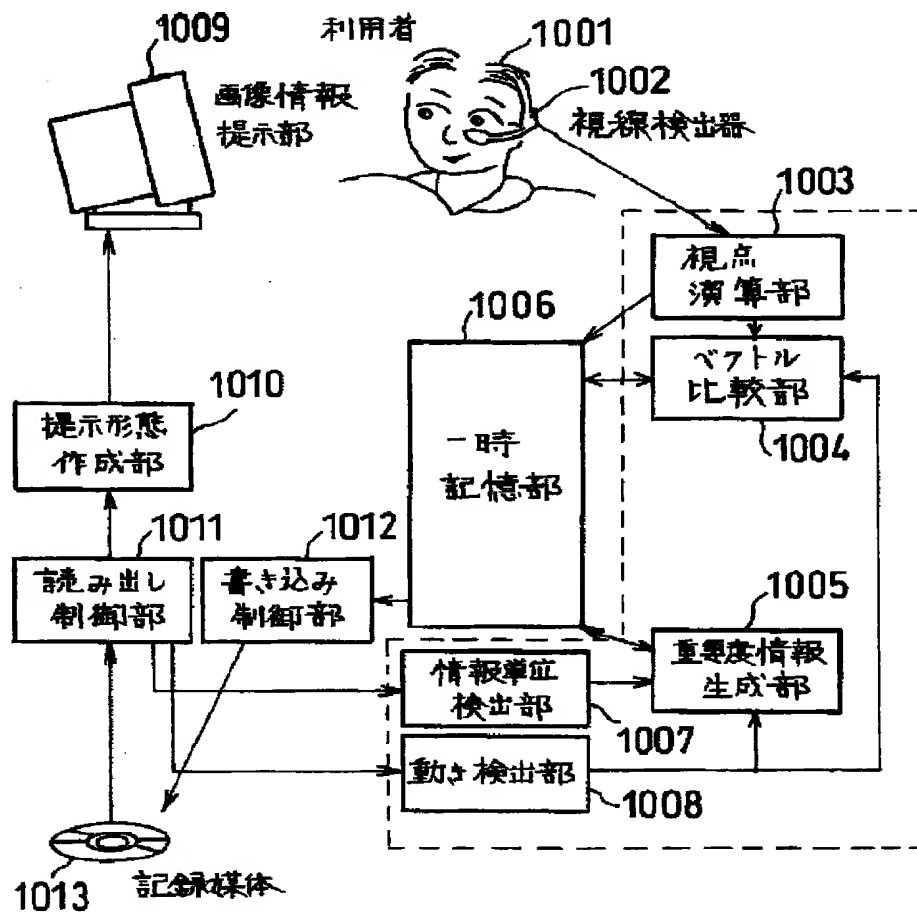 1009
画像情報
提示部
利用者
1001
1002
視線検出器
1003
視点
演算部
1006
一時
記憶部
ベクトル
比較部
1004
1010
提示形態
作成部
1011
読み出し
制御部
1012
書き込み
制御部
1005
重要度情報
生成部
情報単位
検出部
1007
動き検出部
1008
1013
記録媒体